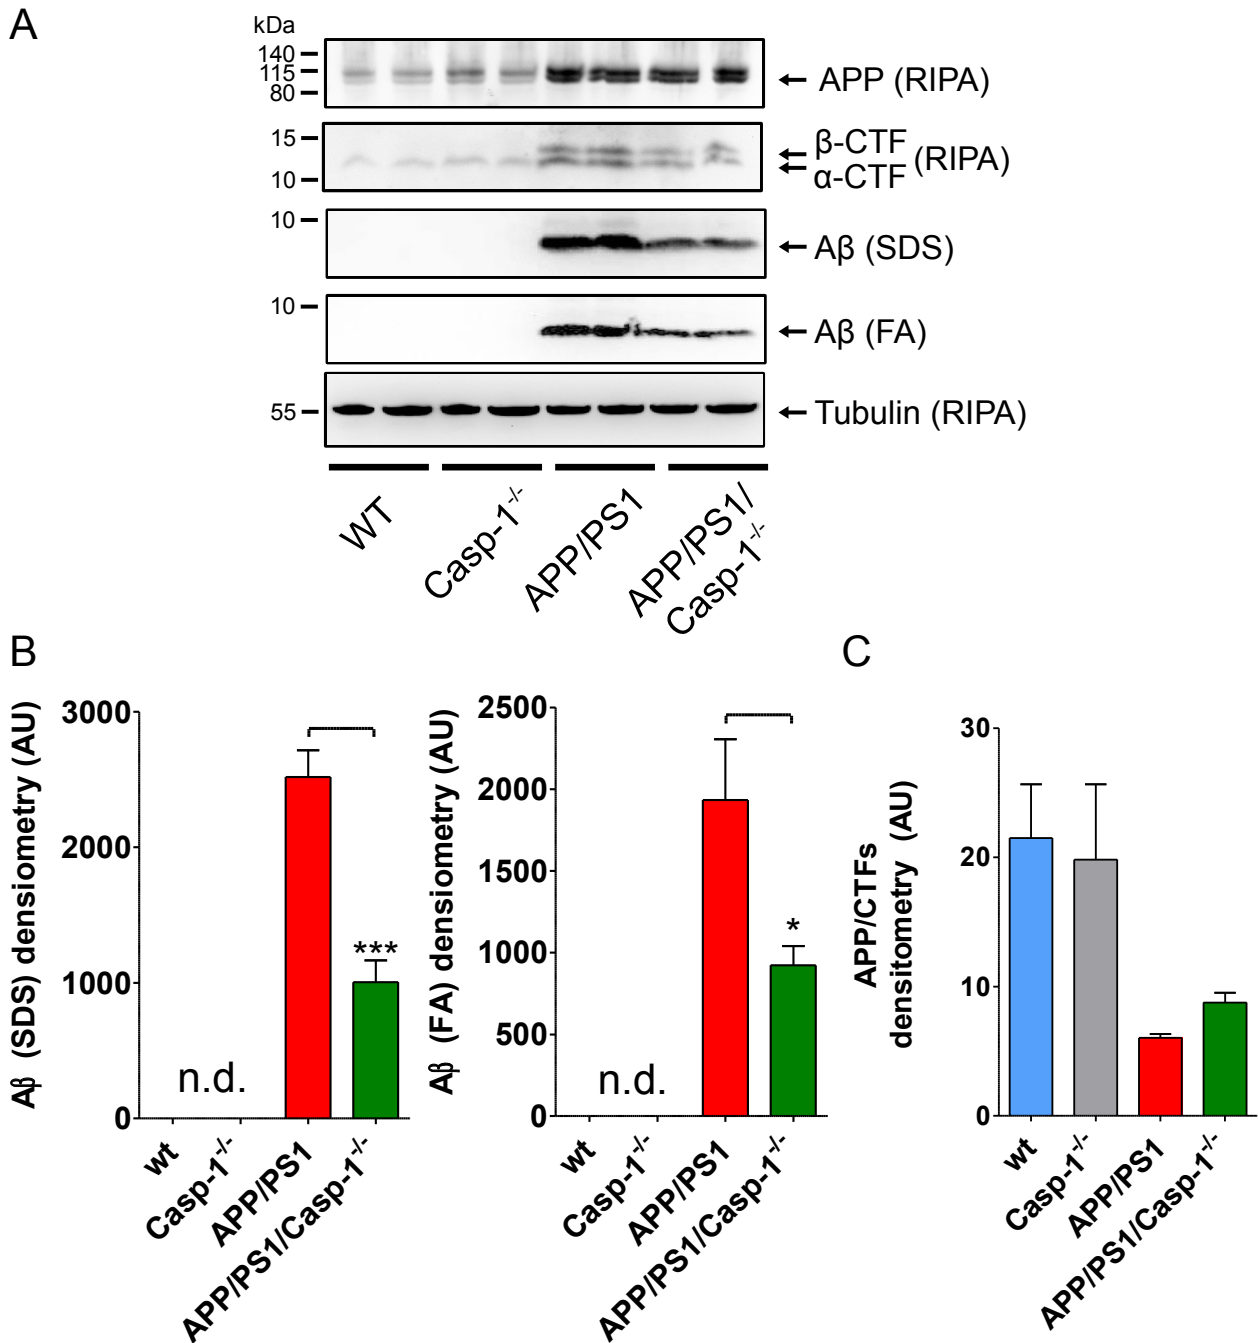 A
kDa
140
115
80
APP (RIPA)
15
10
β-CTF
α-CTF
(RIPA)
10
Aβ (SDS)
10
Aβ (FA)
55
Tubulin (RIPA)
WT
Casp-1-/-
APP/PS1
APP/PS1/
Casp-1-/-
B
Aβ (SDS) densiometry (AU)
3000
2000
1000
0
n.d.
***
wt
Casp-1-/-
APP/PS1
APP/PS1/Casp-1-/-
Aβ (FA) densiometry (AU)
2500
2000
1500
1000
500
0
n.d.
*
wt
Casp-1-/-
APP/PS1
APP/PS1/Casp-1-/-
C
APP/CTFs
densitometry (AU)
30
20
10
0
wt
Casp-1-/-
APP/PS1
APP/PS1/Casp-1-/-